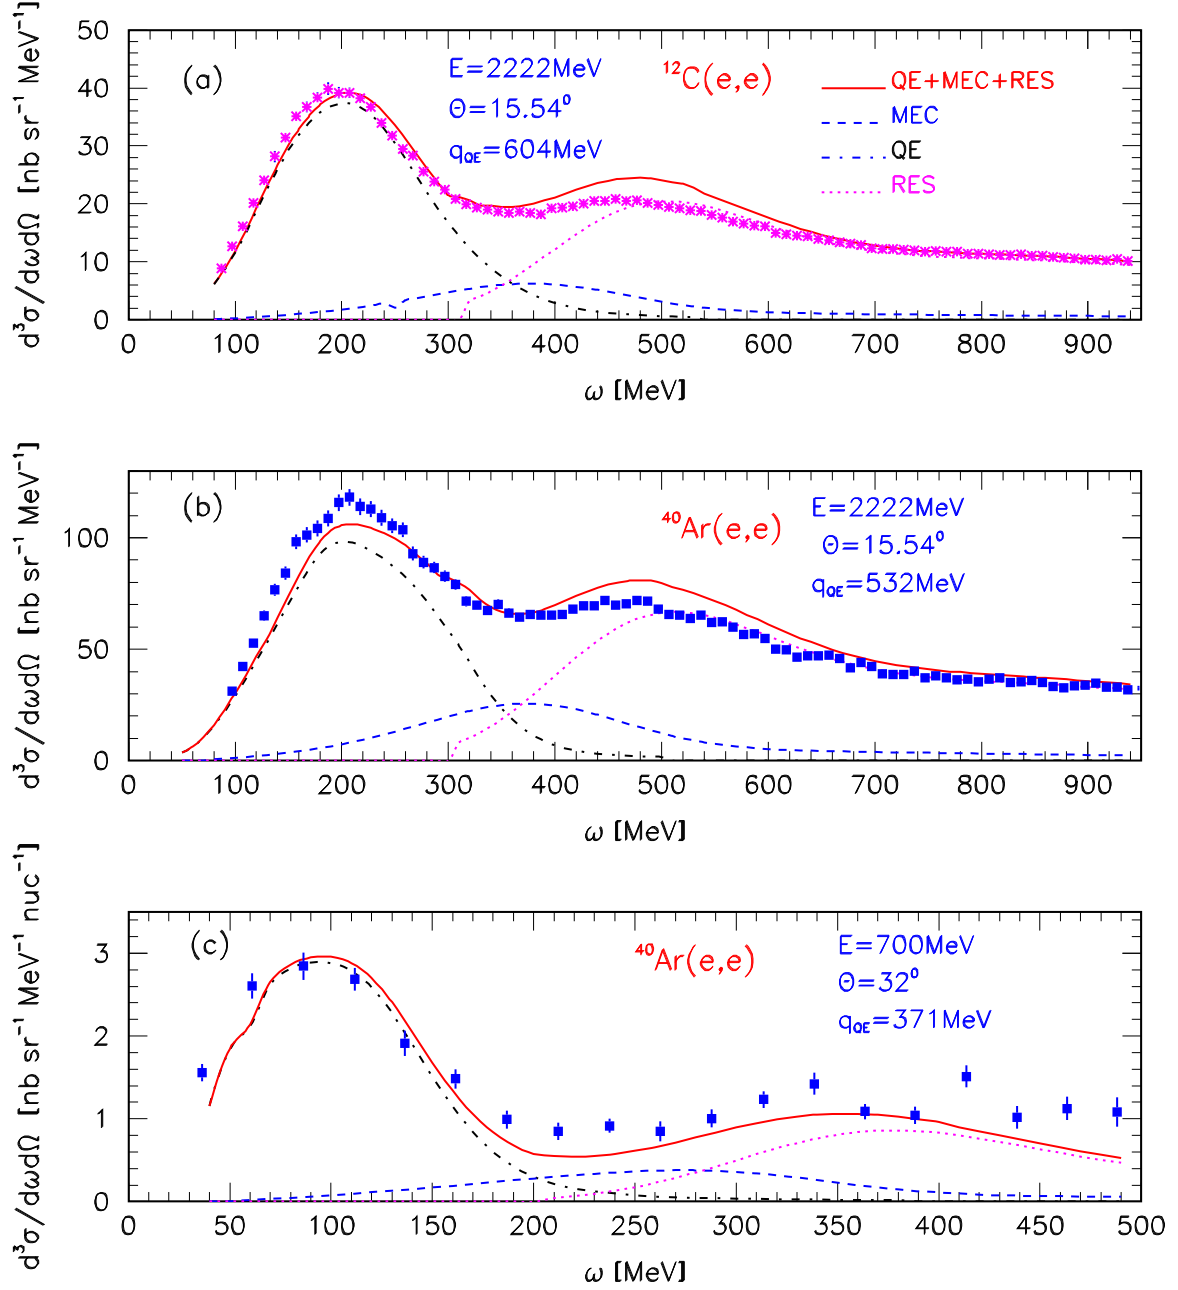 d³σ/dωdΩ [nb sr⁻¹ MeV⁻¹]
50
40
30
20
10
0
(a)
E=2222MeV
Θ=15.54⁰
q_QE=604MeV
¹²C(e,e)
QE+MEC+RES
MEC
QE
RES
0 100 200 300 400 500 600 700 800 900
ω [MeV]
d³σ/dωdΩ [nb sr⁻¹ MeV⁻¹]
100
50
0
(b)
⁴⁰Ar(e,e)
E=2222MeV
Θ=15.54⁰
q_QE=532MeV
0 100 200 300 400 500 600 700 800 900
ω [MeV]
d³σ/dωdΩ [nb sr⁻¹ MeV⁻¹ nuc⁻¹]
3
2
1
0
(c)
⁴⁰Ar(e,e)
E=700MeV
Θ=32⁰
q_QE=371MeV
0 50 100 150 200 250 300 350 400 450 500
ω [MeV]